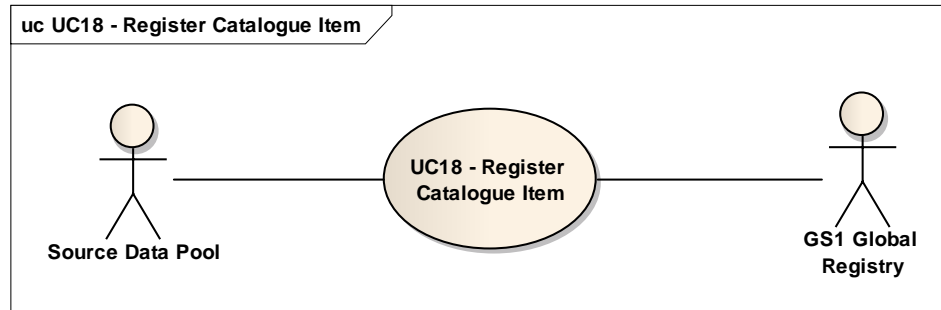 uc UC18 - Register Catalogue Item
UC18 - Register
Catalogue Item
Source Data Pool
GS1 Global
Registry